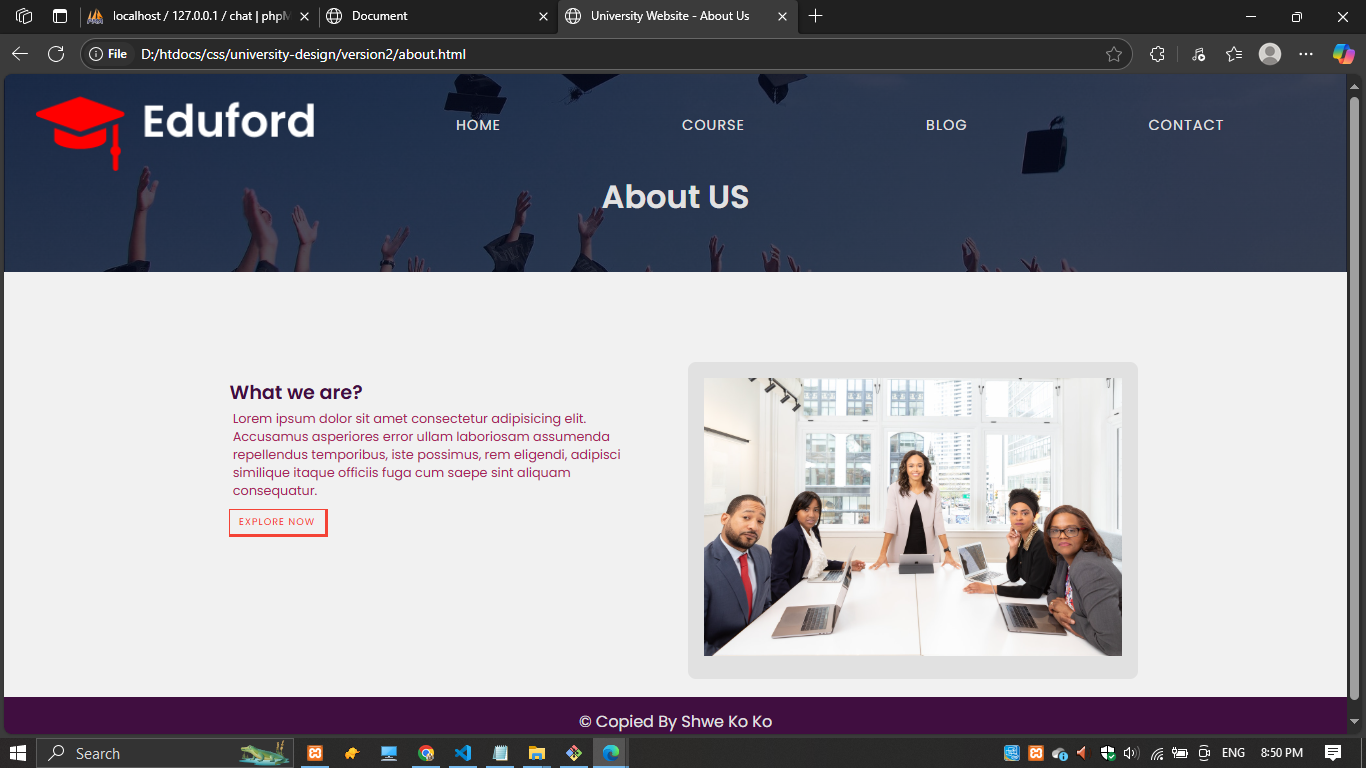 localhost / 127.0.0.1 / chat | phpM
Document
University Website - About Us
File
D:/htdocs/css/university-design/version2/about.html
Eduford
HOME
COURSE
BLOG
CONTACT
About US
What we are?
Lorem ipsum dolor sit amet consectetur adipisicing elit.
Accusamus asperiores error ullam laboriosam assumenda
repellendus temporibus, iste possimus, rem eligendi, adipisci
similique itaque officiis fuga cum saepe sint aliquam
consequatur.
EXPLORE NOW
© Copied By Shwe Ko Ko
Search
ENG
8:50 PM